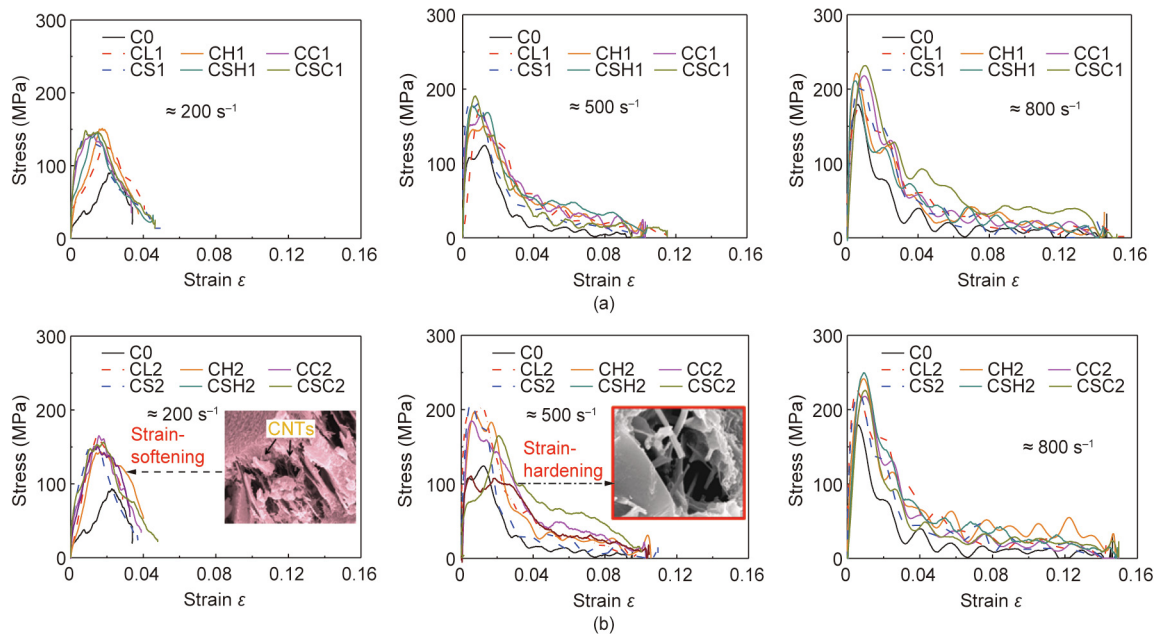 300
200
100
0
Stress (MPa)
C0
CL1 CH1 CC1
CS1 CSH1 CSC1
≈ 200 s⁻¹
0 0.04 0.08 0.12 0.16
Strain ε
300
200
100
0
Stress (MPa)
C0
CL1 CH1 CC1
CS1 CSH1 CSC1
≈ 500 s⁻¹
0 0.04 0.08 0.12 0.16
Strain ε
300
200
100
0
Stress (MPa)
C0
CL1 CH1 CC1
CS1 CSH1 CSC1
≈ 800 s⁻¹
0 0.04 0.08 0.12 0.16
Strain ε
(a)
300
200
100
0
Stress (MPa)
C0
CL2 CH2 CC2
CS2 CSH2 CSC2
≈ 200 s⁻¹
Strain-
softening
CNTs
0 0.04 0.08 0.12 0.16
Strain ε
300
200
100
0
Stress (MPa)
C0
CL2 CH2 CC2
CS2 CSH2 CSC2
≈ 500 s⁻¹
Strain-
hardening
0 0.04 0.08 0.12 0.16
Strain ε
300
200
100
0
Stress (MPa)
C0
CL2 CH2 CC2
CS2 CSH2 CSC2
≈ 800 s⁻¹
0 0.04 0.08 0.12 0.16
Strain ε
(b)